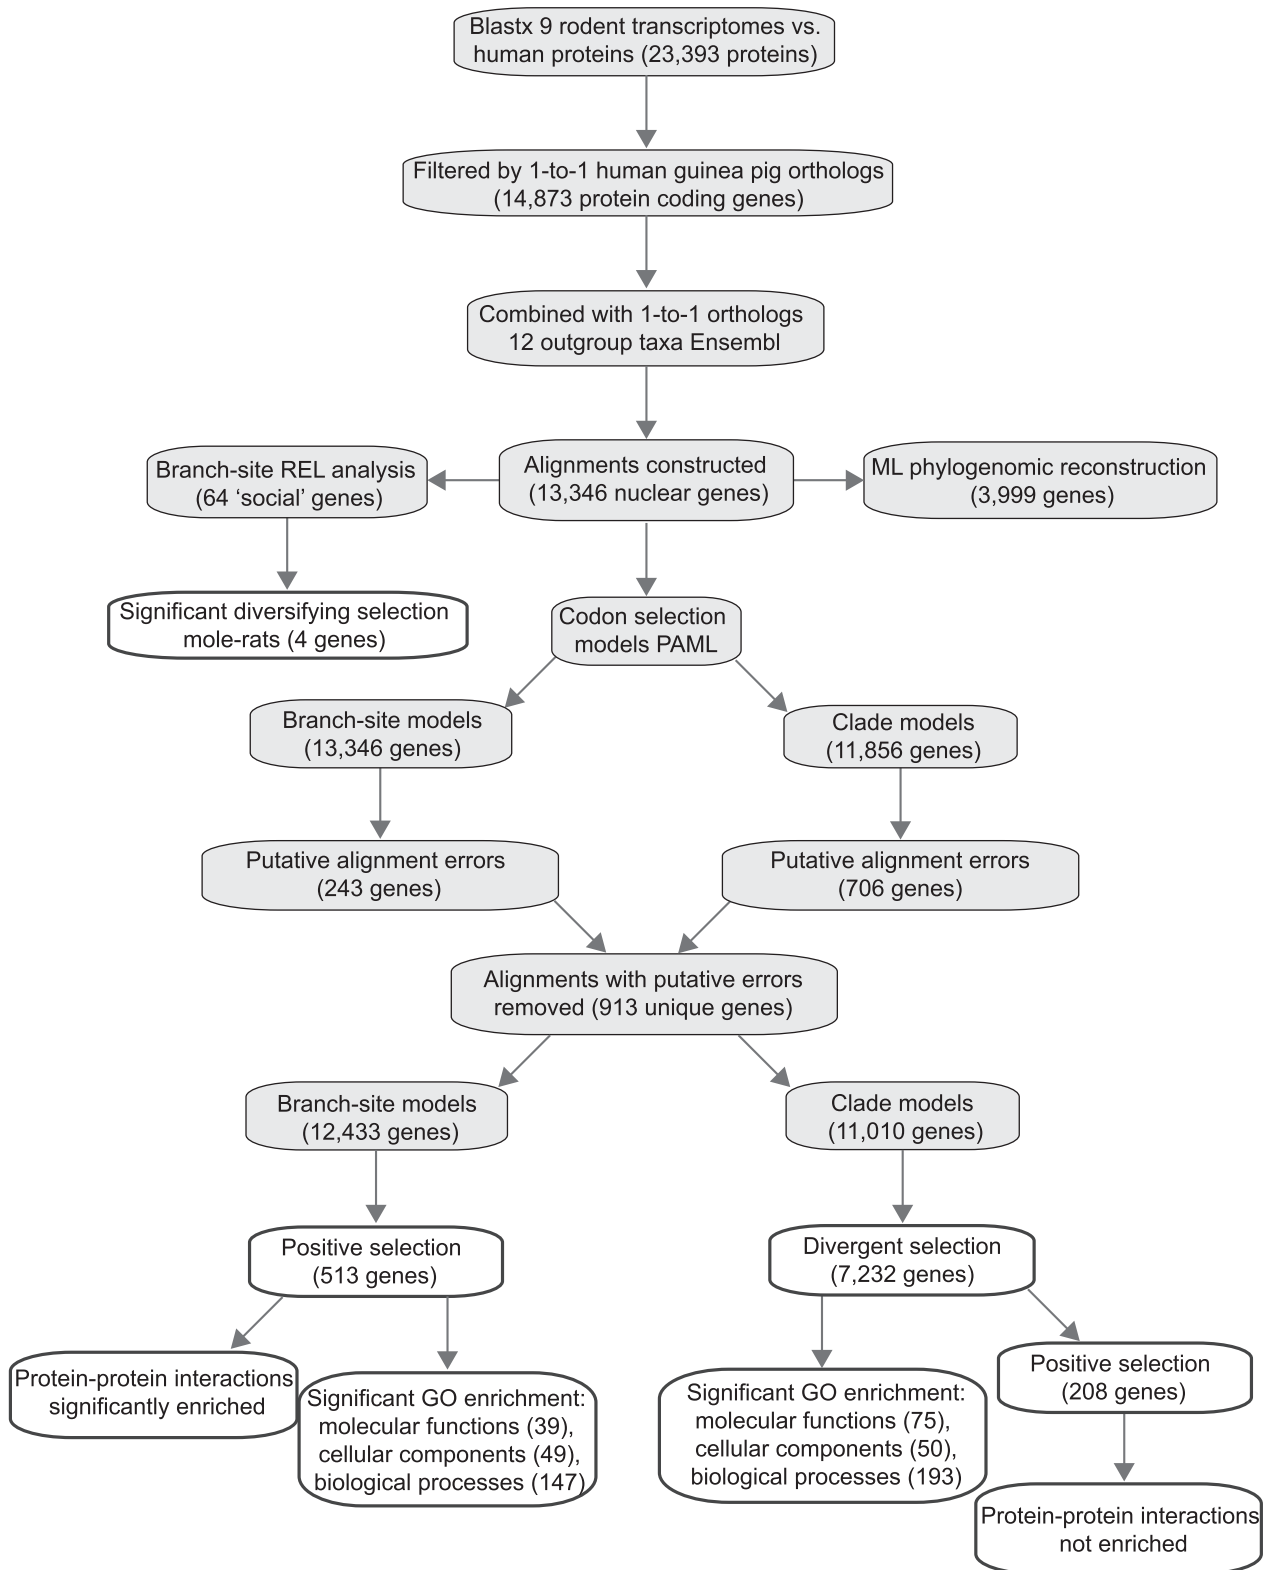 Blastx 9 rodent transcriptomes vs.
human proteins (23,393 proteins)
Filtered by 1-to-1 human guinea pig orthologs
(14,873 protein coding genes)
Combined with 1-to-1 orthologs
12 outgroup taxa Ensembl
Branch-site REL analysis
(64 ‘social’ genes)
Alignments constructed
(13,346 nuclear genes)
ML phylogenomic reconstruction
(3,999 genes)
Significant diversifying selection
mole-rats (4 genes)
Codon selection
models PAML
Branch-site models
(13,346 genes)
Clade models
(11,856 genes)
Putative alignment errors
(243 genes)
Putative alignment errors
(706 genes)
Alignments with putative errors
removed (913 unique genes)
Branch-site models
(12,433 genes)
Clade models
(11,010 genes)
Positive selection
(513 genes)
Divergent selection
(7,232 genes)
Protein-protein interactions
significantly enriched
Significant GO enrichment:
molecular functions (39),
cellular components (49),
biological processes (147)
Significant GO enrichment:
molecular functions (75),
cellular components (50),
biological processes (193)
Positive selection
(208 genes)
Protein-protein interactions
not enriched